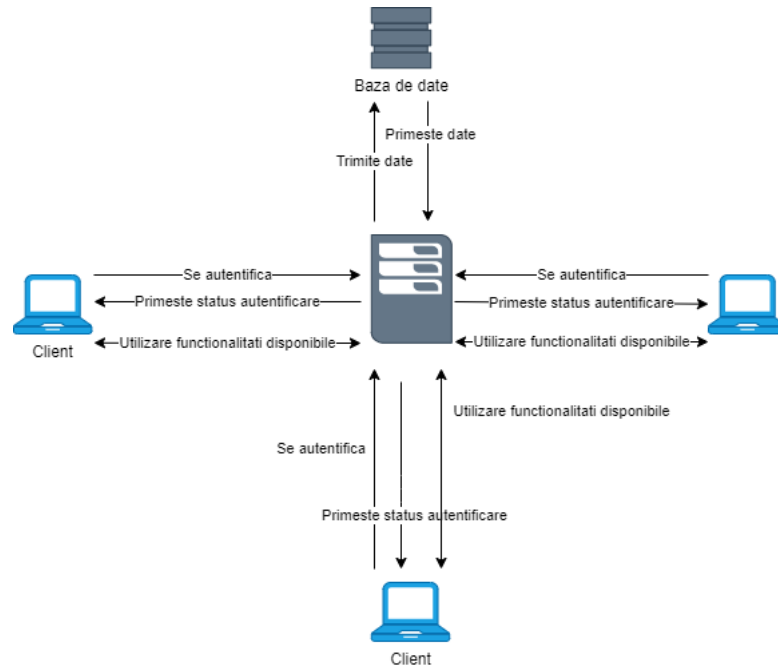 Baza de date
Primeste date
Trimite date
Se autentifica
Se autentifica
Primeste status autentificare
Primeste status autentificare
Utilizare functionalitati disponibile
Utilizare functionalitati disponibile
Client
Utilizare functionalitati disponibile
Se autentifica
Primeste status autentificare
Client